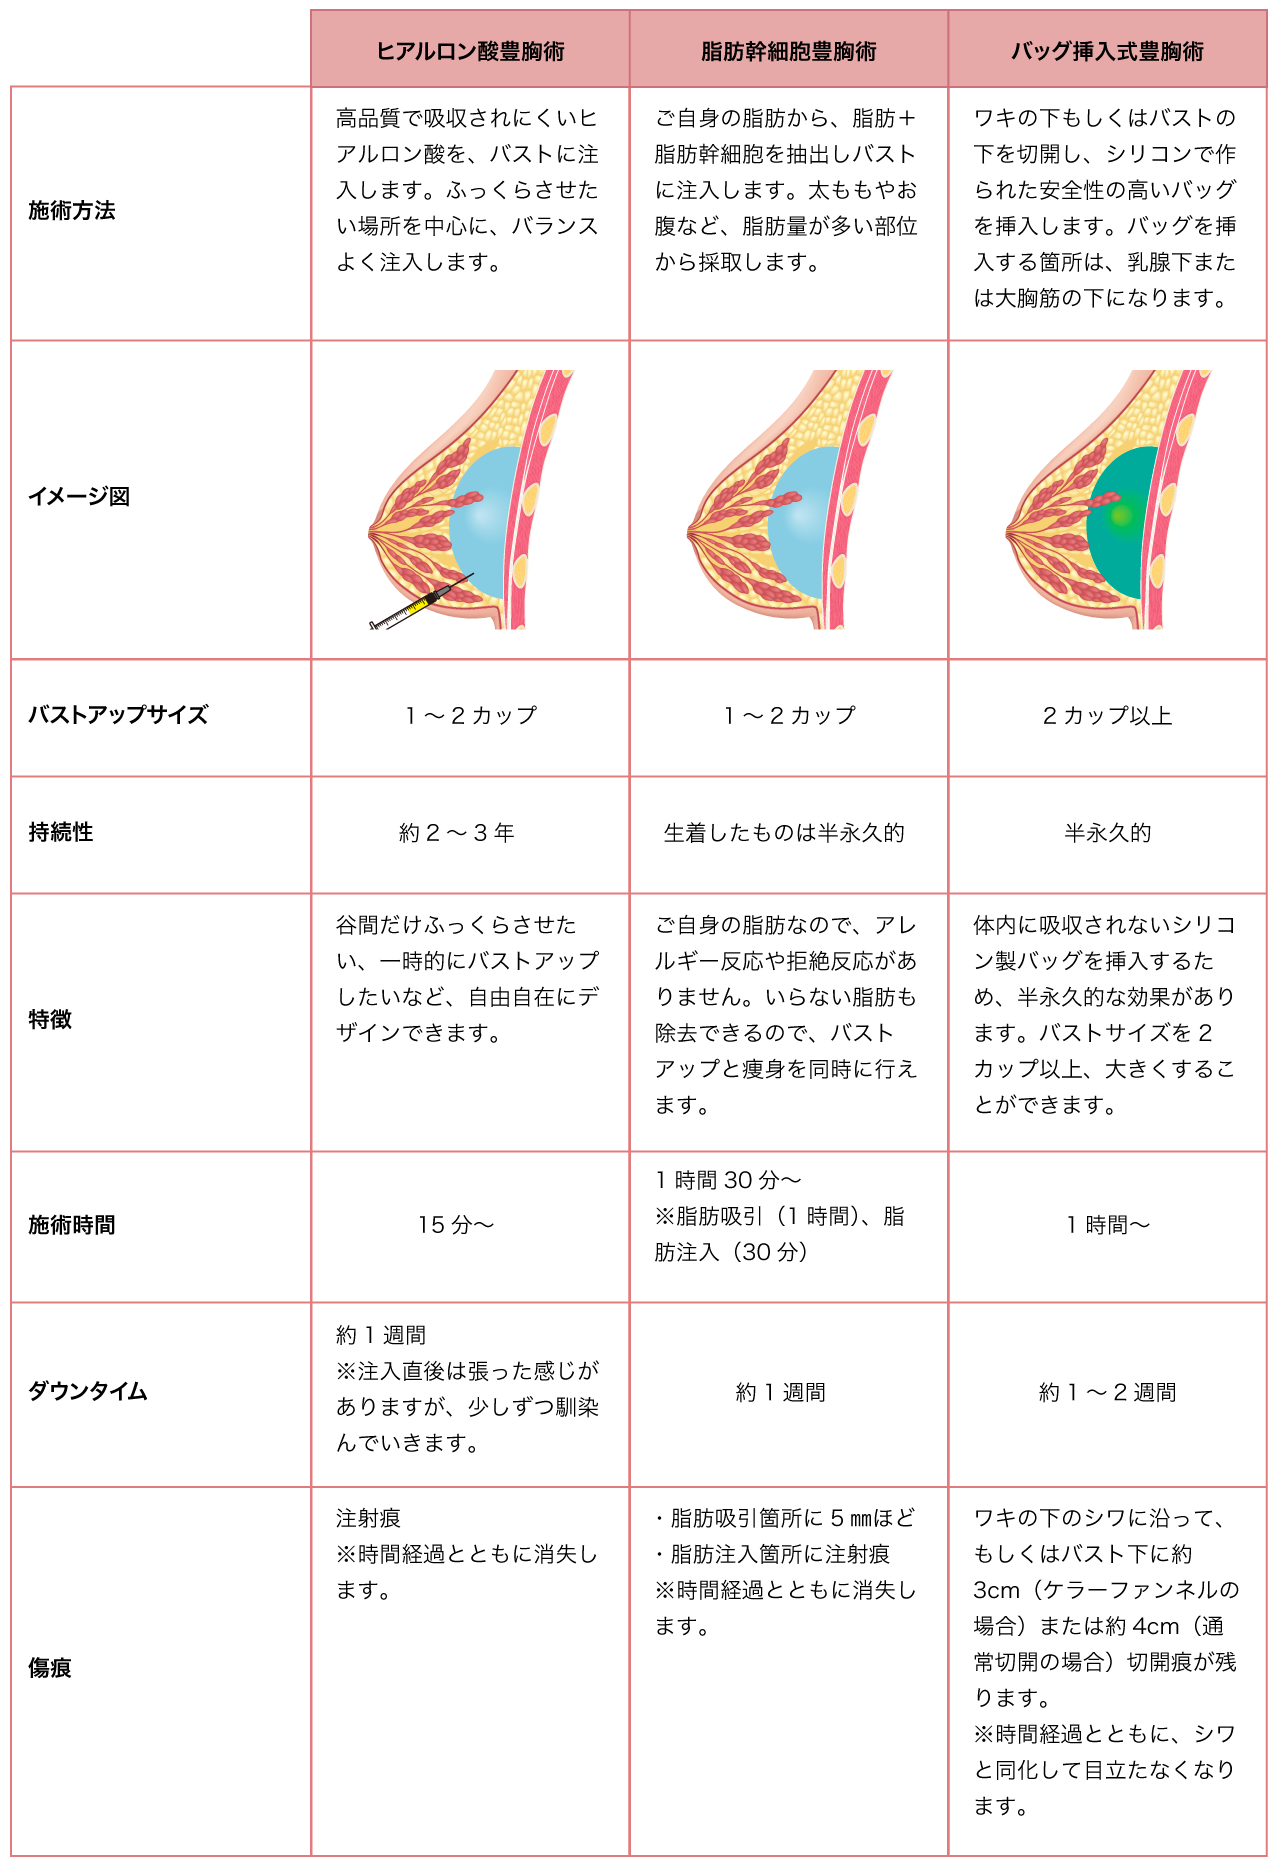 ヒアルロン酸豊胸術
脂肪幹細胞豊胸術
バッグ挿入式豊胸術
施術方法
高品質で吸収されにくいヒ
アルロン酸を、バストに注
入します。ふっくらさせた
い場所を中心に、バランス
よく注入します。
ご自身の脂肪から、脂肪＋
脂肪幹細胞を抽出しバスト
に注入します。太ももやお
腹など、脂肪量が多い部位
から採取します。
ワキの下もしくはバストの
下を切開し、シリコンで作
られた安全性の高いバッグ
を挿入します。バッグを挿
入する箇所は、乳腺下また
は大胸筋の下になります。
イメージ図
バストアップサイズ
1～2カップ
1～2カップ
2カップ以上
持続性
約2～3年
生着したものは半永久的
半永久的
特徴
谷間だけふっくらさせた
い、一時的にバストアップ
したいなど、自由自在にデ
ザインできます。
ご自身の脂肪なので、アレ
ルギー反応や拒絶反応があ
りません。いらない脂肪も
除去できるので、バスト
アップと痩身を同時に行え
ます。
体内に吸収されないシリコ
ン製バッグを挿入するた
め、半永久的な効果があり
ます。バストサイズを2
カップ以上、大きくするこ
とができます。
施術時間
15分～
1時間30分～
※脂肪吸引（1時間）、脂
肪注入（30分）
1時間～
ダウンタイム
約1週間
※注入直後は張った感じが
ありますが、少しずつ馴染
んでいきます。
約1週間
約1～2週間
傷痕
注射痕
※時間経過とともに消失し
ます。
・脂肪吸引箇所に5㎜ほど
・脂肪注入箇所に注射痕
※時間経過とともに消失し
ます。
ワキの下のシワに沿って、
もしくはバスト下に約
3cm（ケラーファンネルの
場合）または約4cm（通
常切開の場合）切開痕が残
ります。
※時間経過とともに、シワ
と同化して目立たなくなり
ます。